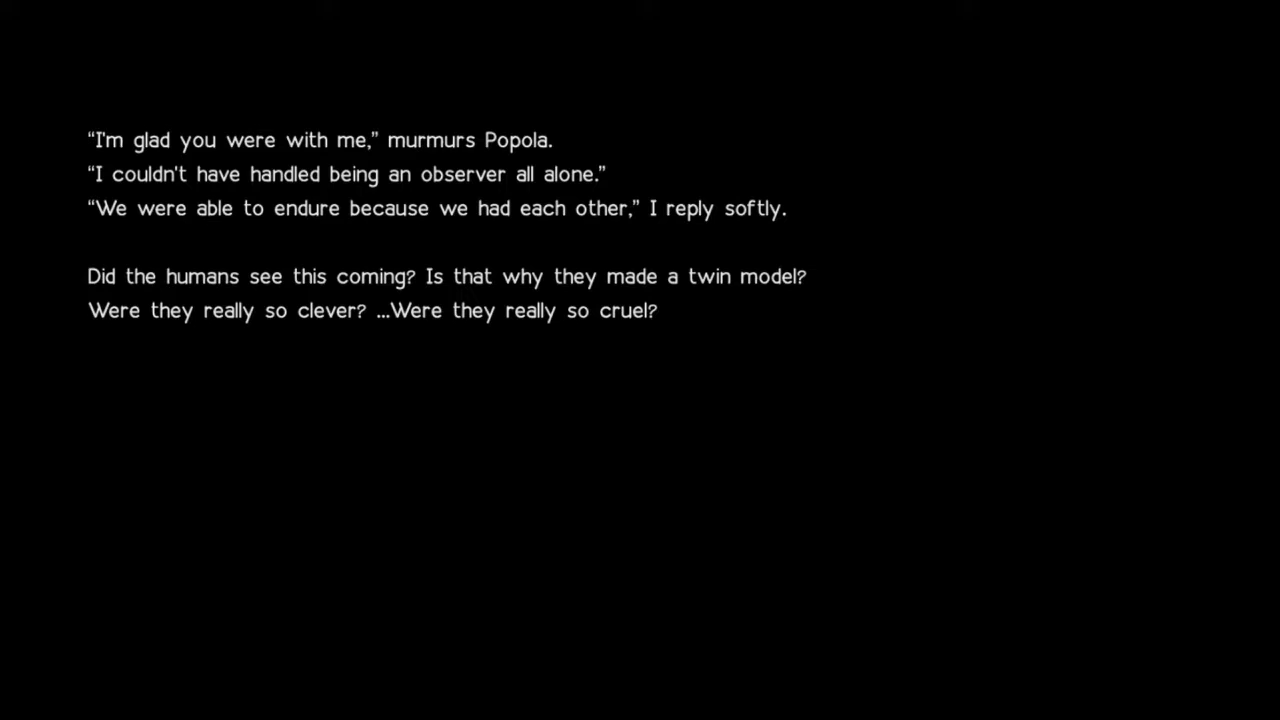 “I'm glad you were with me,” murmurs Popola.
“I couldn't have handled being an observer all alone.”
“We were able to endure because we had each other,” I reply softly.
Did the humans see this coming? Is that why they made a twin model?
Were they really so clever? ...Were they really so cruel?